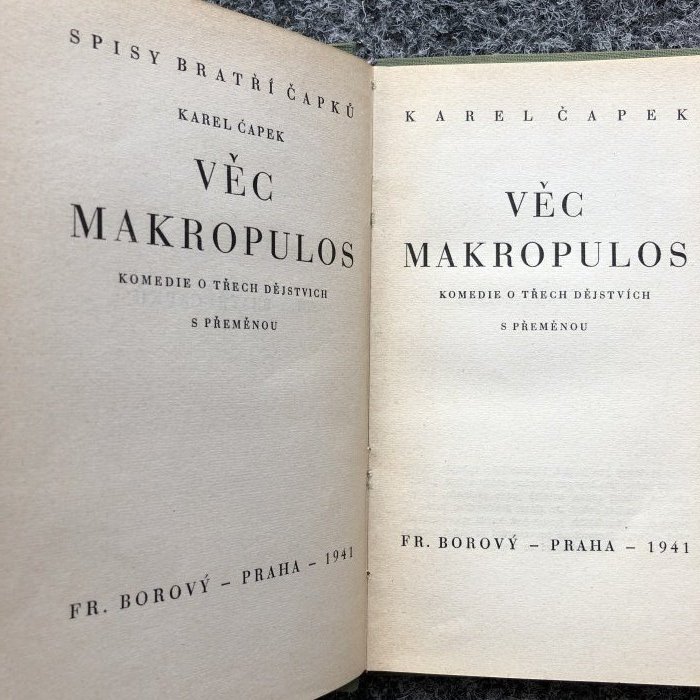 SPISY BRATŘÍ ČAPKŮ
KAREL ČAPEK
VĚC
MAKROPULOS
KOMEDIE O TŘECH DĚJSTVICH
S PŘEMĚNOU
FR. BOROVÝ – PRAHA – 1941
KAREL ČAPEK
VĚC
MAKROPULOS
KOMEDIE O TŘECH DĚJSTVÍCH
S PŘEMĚNOU
FR. BOROVÝ – PRAHA – 1941